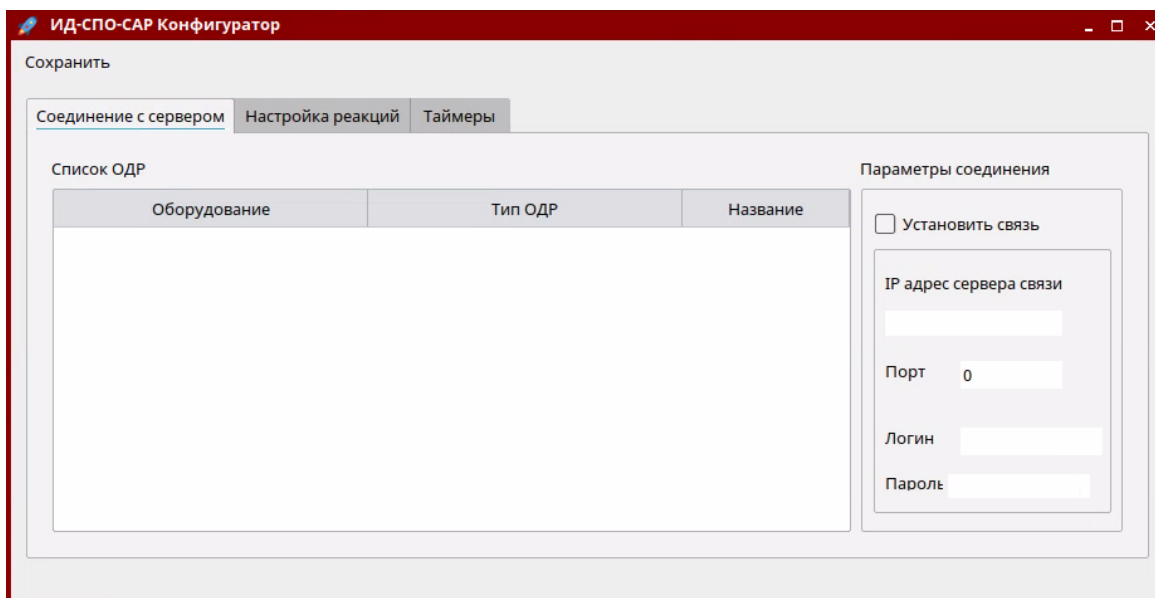 ИД-СПО-САР Конфигуратор
Сохранить
Соединение с сервером Настройка реакций Таймеры
Список ОДР
Параметры соединения
Оборудование Тип ОДР Название
Установить связь
IP адрес сервера связи
Порт 0
Логин
Пароль